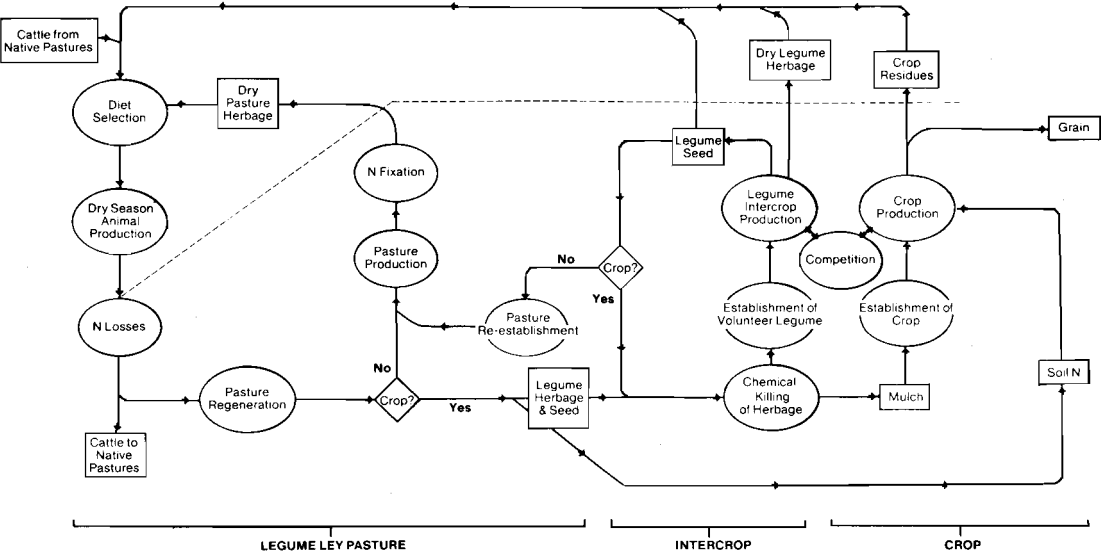 Cattle from
Native Pastures
Diet
Selection
Dry
Pasture
Herbage
Dry Legume
Herbage
Crop
Residues
Grain
N Fixation
Legume
Seed
Dry Season
Animal
Production
Legume
Intercrop
Production
Crop
Production
Pasture
Production
Competition
No
Crop?
Yes
N Losses
Pasture
Re-establishment
Establishment of
Volunteer Legume
Establishment of
Crop
No
Pasture
Regeneration
Crop?
Yes
Legume
Herbage
& Seed
Chemical
Killing
of Herbage
Mulch
Soil N
Cattle to
Native
Pastures
LEGUME LEY PASTURE
INTERCROP
CROP